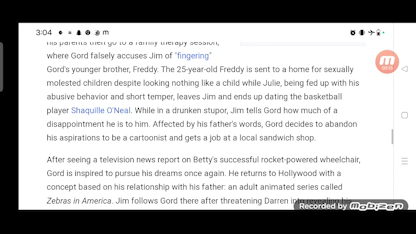 3:04
m
his parents then go to a family therapy session,
where Gord falsely accuses Jim of "fingering"
Gord's younger brother, Freddy. The 25-year-old Freddy is sent to a home for sexually
molested children despite looking nothing like a child while Julie, being fed up with his
abusive behavior and short temper, leaves Jim and ends up dating the basketball
player Shaquille O'Neal. While in a drunken stupor, Jim tells Gord how much of a
disappointment he is to him. Affected by his father's words, Gord decides to abandon
his aspirations to be a cartoonist and gets a job at a local sandwich shop.
After seeing a television news report on Betty's successful rocket-powered wheelchair,
Gord is inspired to pursue his dreams once again. He returns to Hollywood with a
concept based on his relationship with his father: an adult animated series called
Zebras in America. Jim follows Gord there after threatening Darren into revealing
Recorded by mobizen